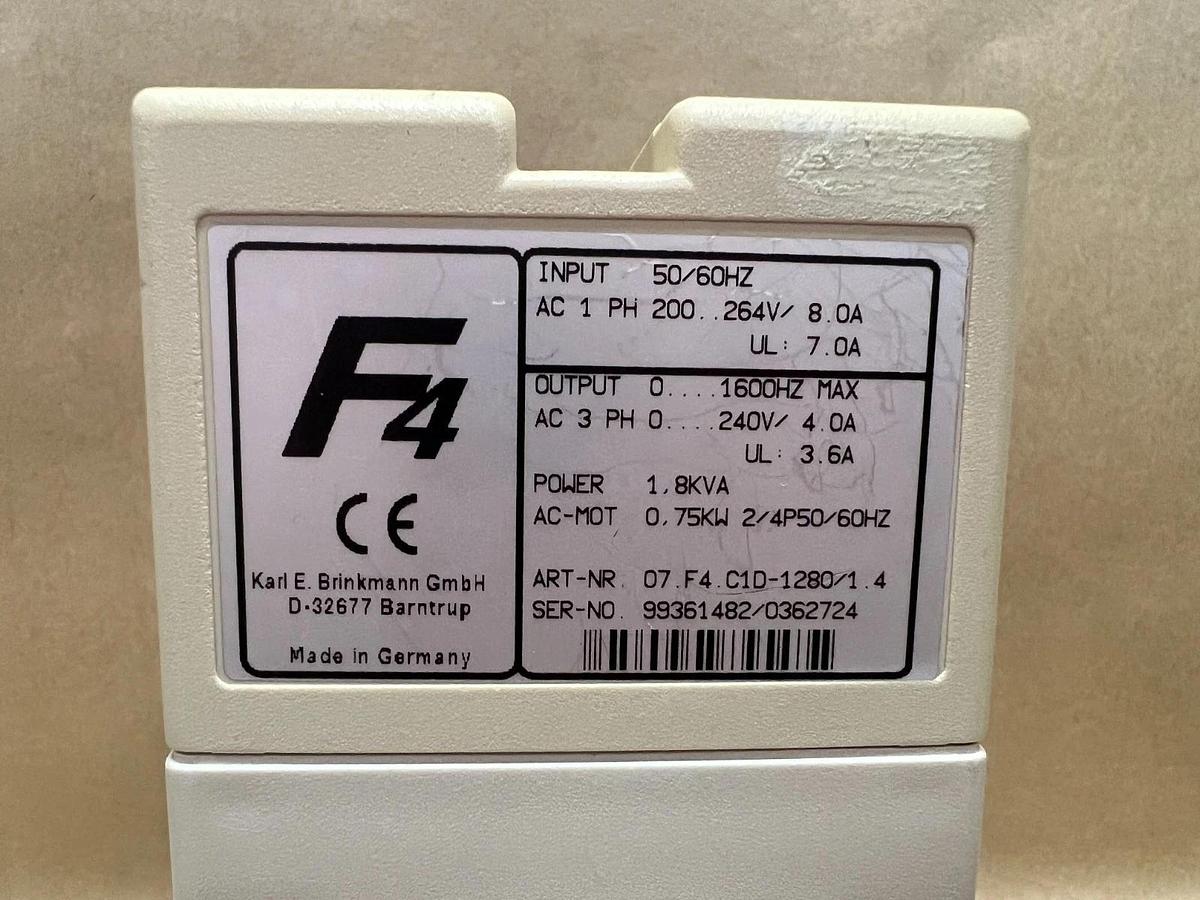 F4
CE
Karl E. Brinkmann GmbH
D-32677 Barntrup
Made in Germany
INPUT 50/60HZ
AC 1 PH 200..264V/ 8.0A
UL: 7.0A
OUTPUT 0....1600HZ MAX
AC 3 PH 0....240V/ 4.0A
UL: 3.6A
POWER 1,8KVA
AC-MOT 0,75KW 2/4P50/60HZ
ART-NR. 07.F4.C1D-1280/1.4
SER-NO. 99361482/0362724